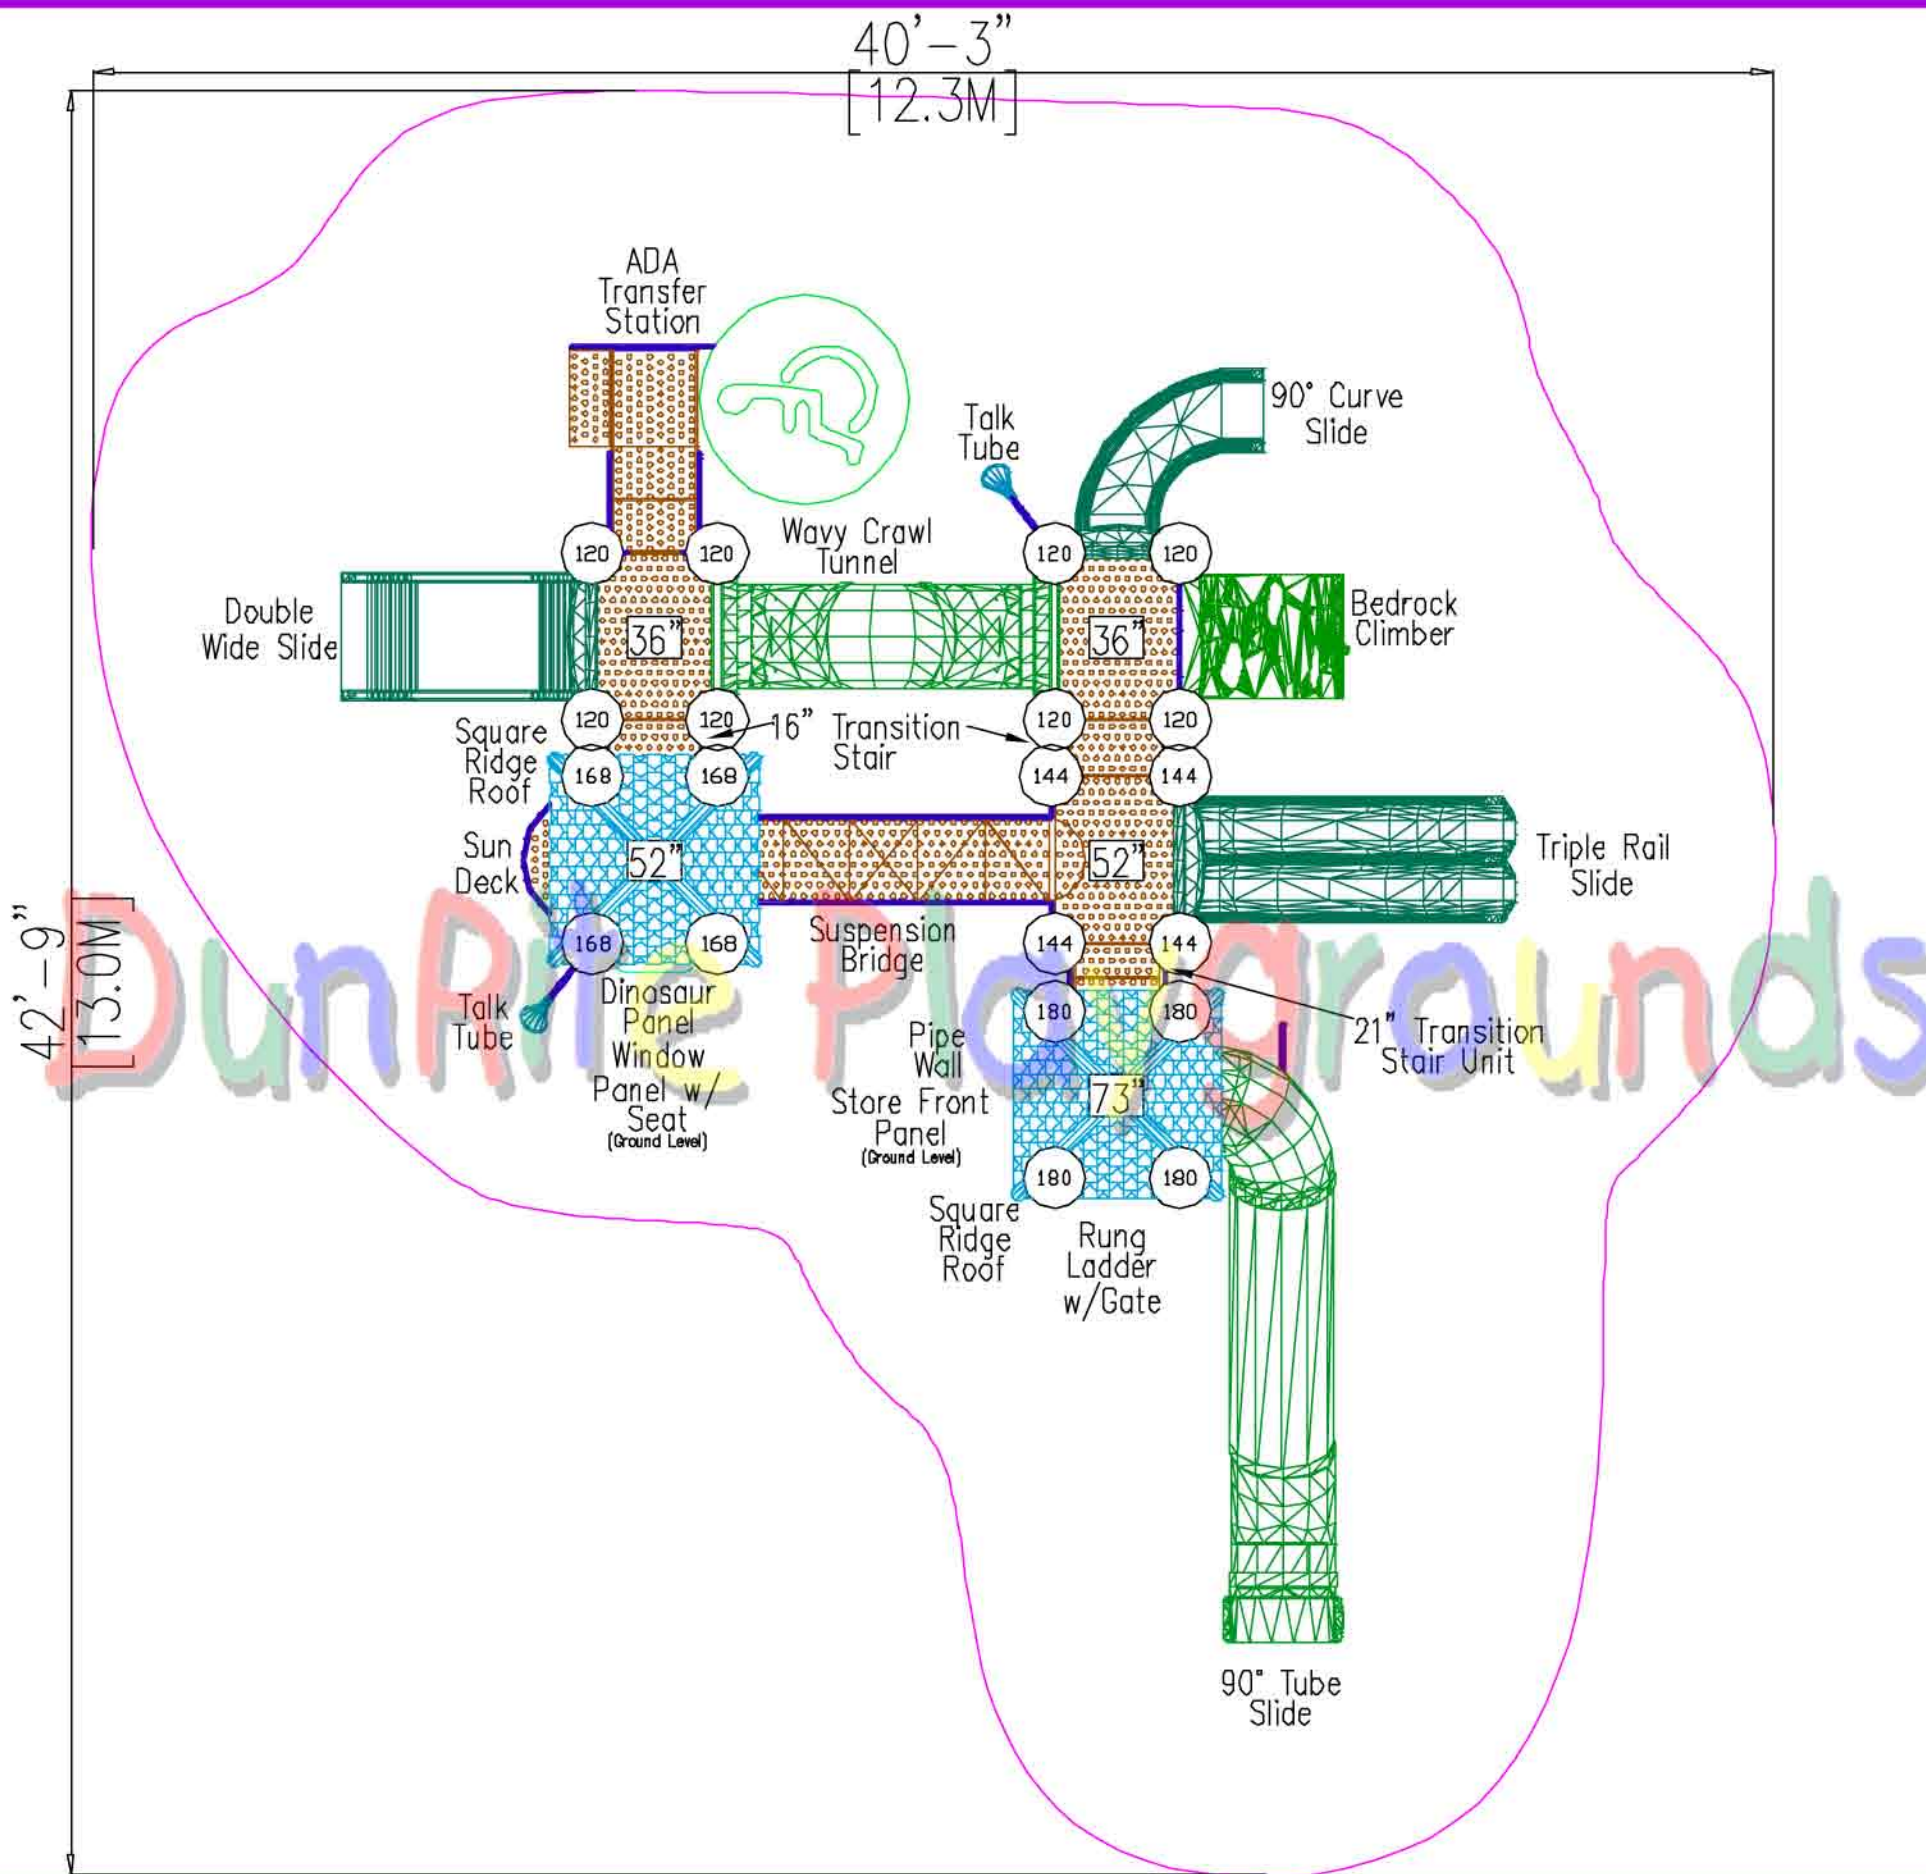 40'-3"
[12.3M]
42'-9"
[13.0M]
ADA
Transfer
Station
90° Curve
Slide
Talk
Tube
Wavy Crawl
Tunnel
120
120
120
120
Double
Wide Slide
36"
36"
Bedrock
Climber
120
120
120
120
16" Transition
Stair
Square
Ridge
Roof
168
168
144
144
Sun
Deck
52"
52"
Triple Rail
Slide
168
168
144
144
Suspension
Bridge
DunRite Playgrounds
Talk
Tube
Dinosaur
Panel
Window
Panel w/
Seat
(Ground Level)
Pipe
Wall
Store Front
Panel
(Ground Level)
180
180
21" Transition
Stair Unit
73"
180
180
Square
Ridge
Roof
Rung
Ladder
w/Gate
90° Tube
Slide